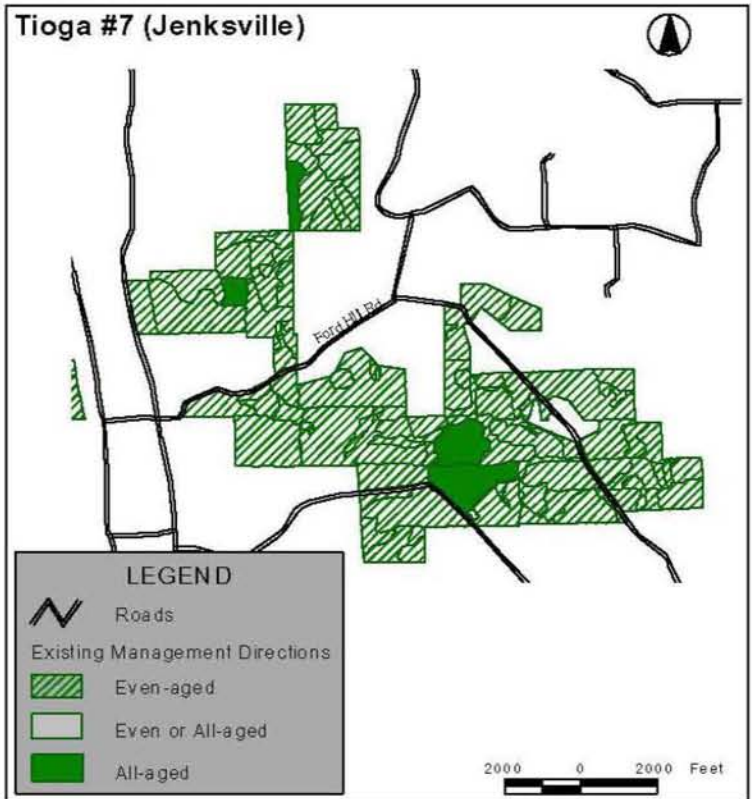 Tioga #7 (Jenksville)
Ford Hill Rd
LEGEND
Roads
Existing Management Directions
Even-aged
Even or All-aged
All-aged
2000 0 2000 Feet